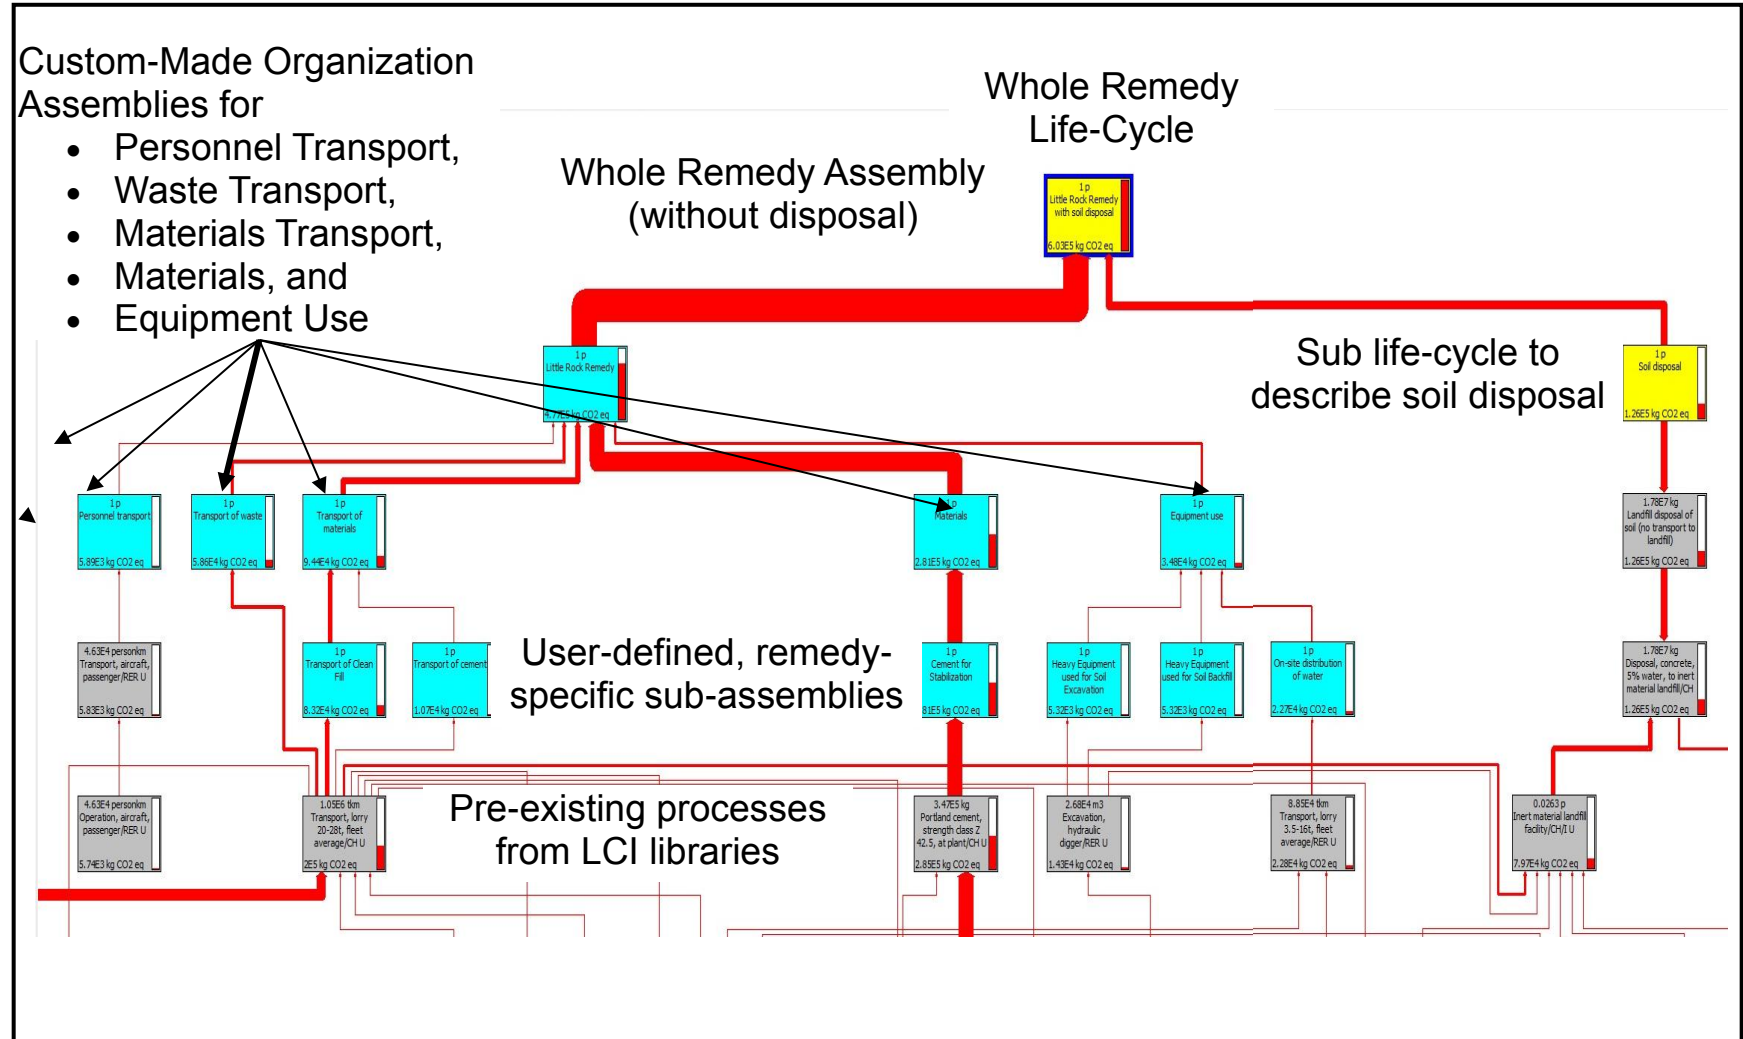 Custom-Made Organization
Assemblies for
• Personnel Transport,
• Waste Transport,
• Materials Transport,
• Materials, and
• Equipment Use
Whole Remedy
Life-Cycle
Whole Remedy Assembly
(without disposal)
1 p
Little Rock Remedy
with soil disposal
6.03E5 kg CO2 eq
1 p
Little Rock Remedy
4.77E5 kg CO2 eq
Sub life-cycle to
describe soil disposal
1 p
Soil disposal
1.26E5 kg CO2 eq
1 p
Personnel transport
5.89E3 kg CO2 eq
1 p
Transport of waste
5.86E4 kg CO2 eq
1 p
Transport of
materials
9.44E4 kg CO2 eq
1 p
Materials
2.81E5 kg CO2 eq
1 p
Equipment use
3.48E4 kg CO2 eq
1.78E7 kg
Landfill disposal of
soil (no transport to
landfill)
1.26E5 kg CO2 eq
4.63E4 personkm
Transport, aircraft,
passenger/RER U
5.83E3 kg CO2 eq
1 p
Transport of Clean
Fill
8.32E4 kg CO2 eq
1 p
Transport of cement
1.07E4 kg CO2 eq
User-defined, remedy-
specific sub-assemblies
1 p
Cement for
Stabilization
81E5 kg CO2 eq
1 p
Heavy Equipment
used for Soil
Excavation
5.32E3 kg CO2 eq
1 p
Heavy Equipment
used for Soil Backfill
5.32E3 kg CO2 eq
1 p
On-site distribution
of water
2.27E4 kg CO2 eq
1.78E7 kg
Disposal, concrete,
5% water, to inert
material landfill/CH
1.26E5 kg CO2 eq
4.63E4 personkm
Operation, aircraft,
passenger/RER U
5.74E3 kg CO2 eq
1.05E6 tkm
Transport, lorry
20-28t, fleet
average/CH U
2E5 kg CO2 eq
Pre-existing processes
from LCI libraries
3.47E5 kg
Portland cement,
strength class Z
42.5, at plant/CH U
2.85E5 kg CO2 eq
2.68E4 m3
Excavation,
hydraulic
digger/RER U
1.43E4 kg CO2 eq
8.85E4 tkm
Transport, lorry
3.5-16t, fleet
average/RER U
2.28E4 kg CO2 eq
0.0263 p
Inert material landfill
facility/CH/I U
7.97E4 kg CO2 eq